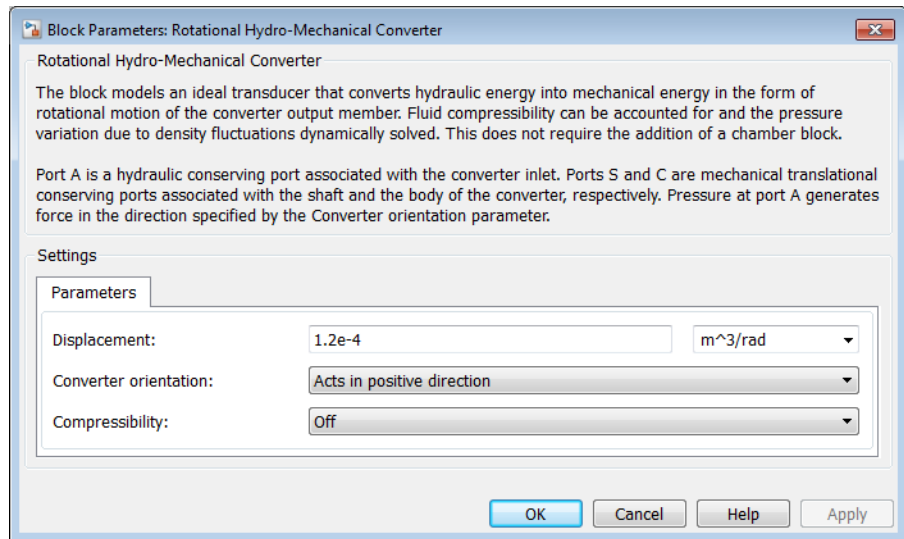 Block Parameters: Rotational Hydro-Mechanical Converter
Rotational Hydro-Mechanical Converter
The block models an ideal transducer that converts hydraulic energy into mechanical energy in the form of
rotational motion of the converter output member. Fluid compressibility can be accounted for and the pressure
variation due to density fluctuations dynamically solved. This does not require the addition of a chamber block.
Port A is a hydraulic conserving port associated with the converter inlet. Ports S and C are mechanical translational
conserving ports associated with the shaft and the body of the converter, respectively. Pressure at port A generates
force in the direction specified by the Converter orientation parameter.
Settings
Parameters
Displacement: 1.2e-4 m^3/rad
Converter orientation: Acts in positive direction
Compressibility: Off
OK Cancel Help Apply